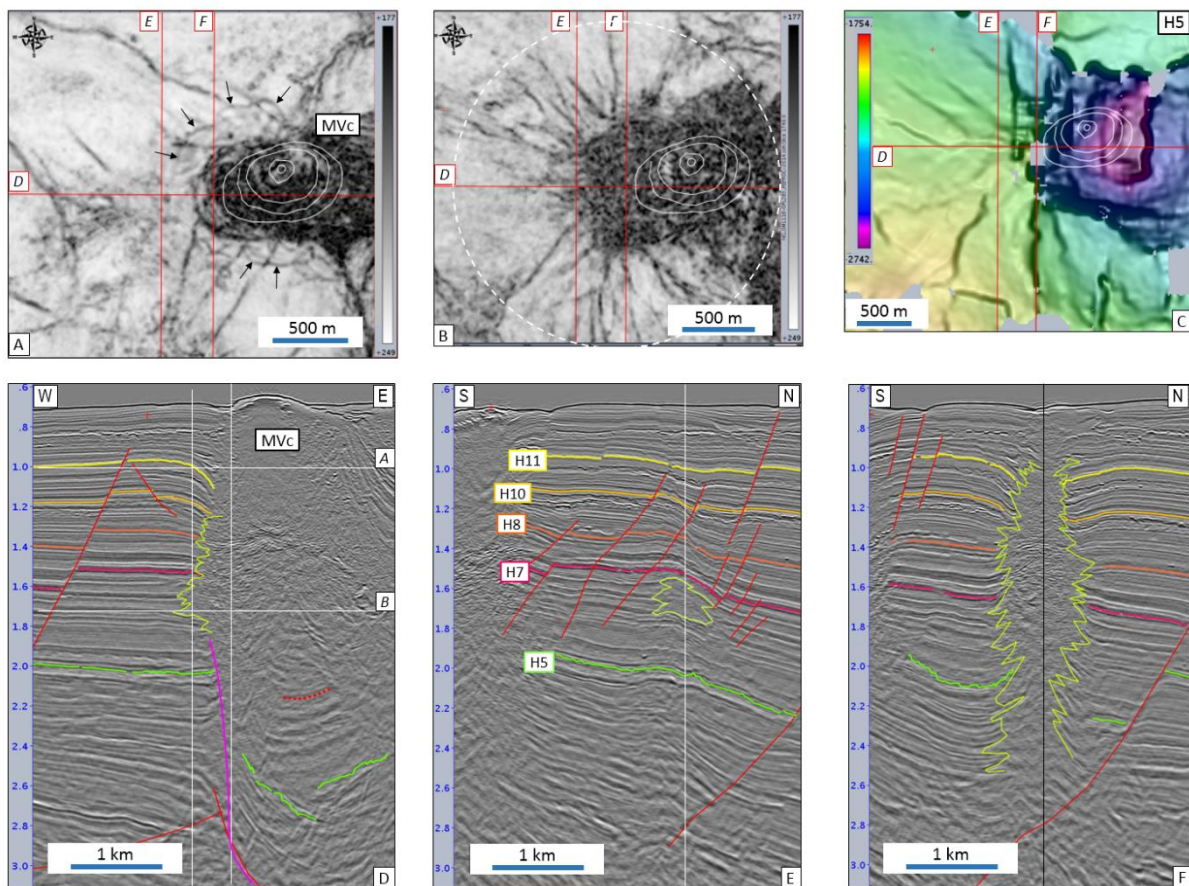 E
F
+177
MVc
D
500 m
+249
A
E
F
+177
D
500 m
+249
B
1754.
E
F
H5
D
2742.
500 m
C
W
E
.6
MVc
.8
A
1.0
1.2
1.4
1.6
B
1.8
2.0
2.2
2.4
2.6
2.8
1 km
3.0
D
S
N
.6
.8
H11
1.0
H10
1.2
H8
1.4
H7
1.6
1.8
H5
2.0
2.2
2.4
2.6
2.8
1 km
3.0
E
S
N
.6
.8
1.0
1.2
1.4
1.6
1.8
2.0
2.2
2.4
2.6
2.8
1 km
3.0
F